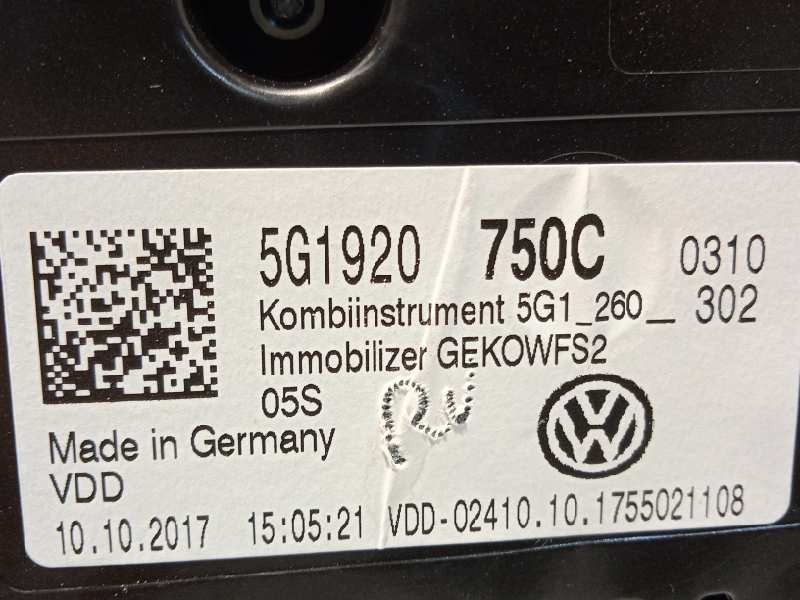 5G1920 750C 0310
Kombiinstrument 5G1_260__ 302
Immobilizer GEKOWFS2
05S
Made in Germany
VDD
10.10.2017 15:05:21 VDD-02410.10.1755021108